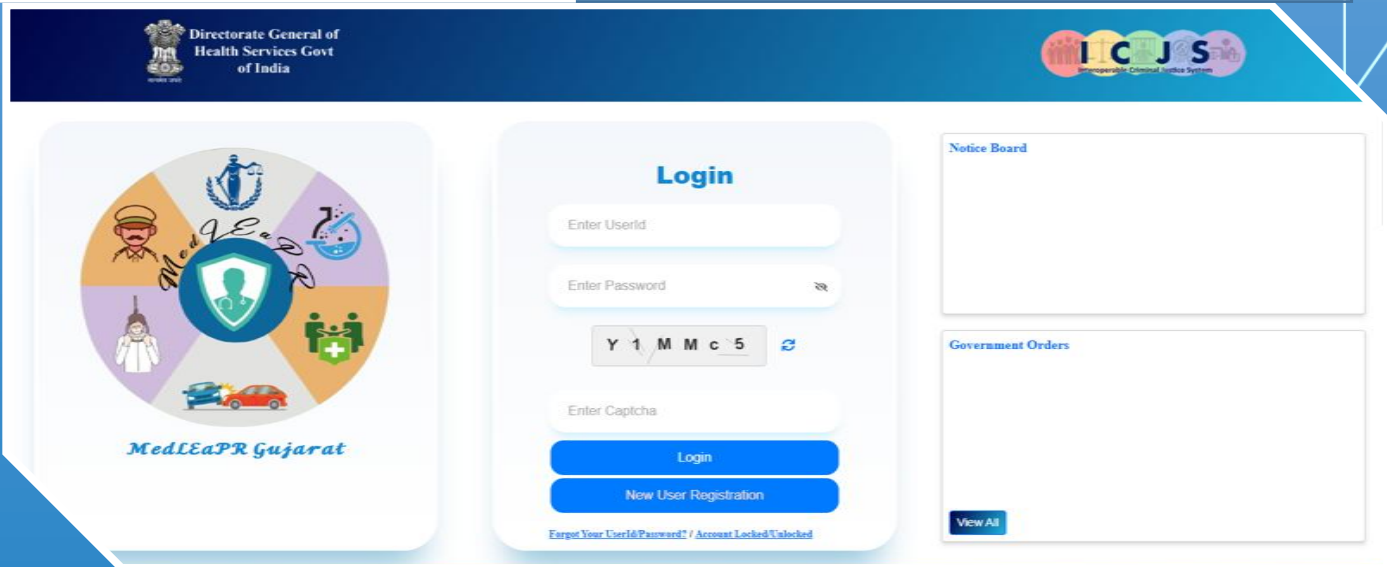 Directorate General of
Health Services Govt
of India
ICJS
Interoperable Criminal Justice System
MedLEaPR
MedLEaPR Gujarat
Login
Enter UserId
Enter Password
Y 1 M M c 5
Enter Captcha
Login
New User Registration
Forgot Your UserId/Password? / Account Locked/Unlocked
Notice Board
Government Orders
View All